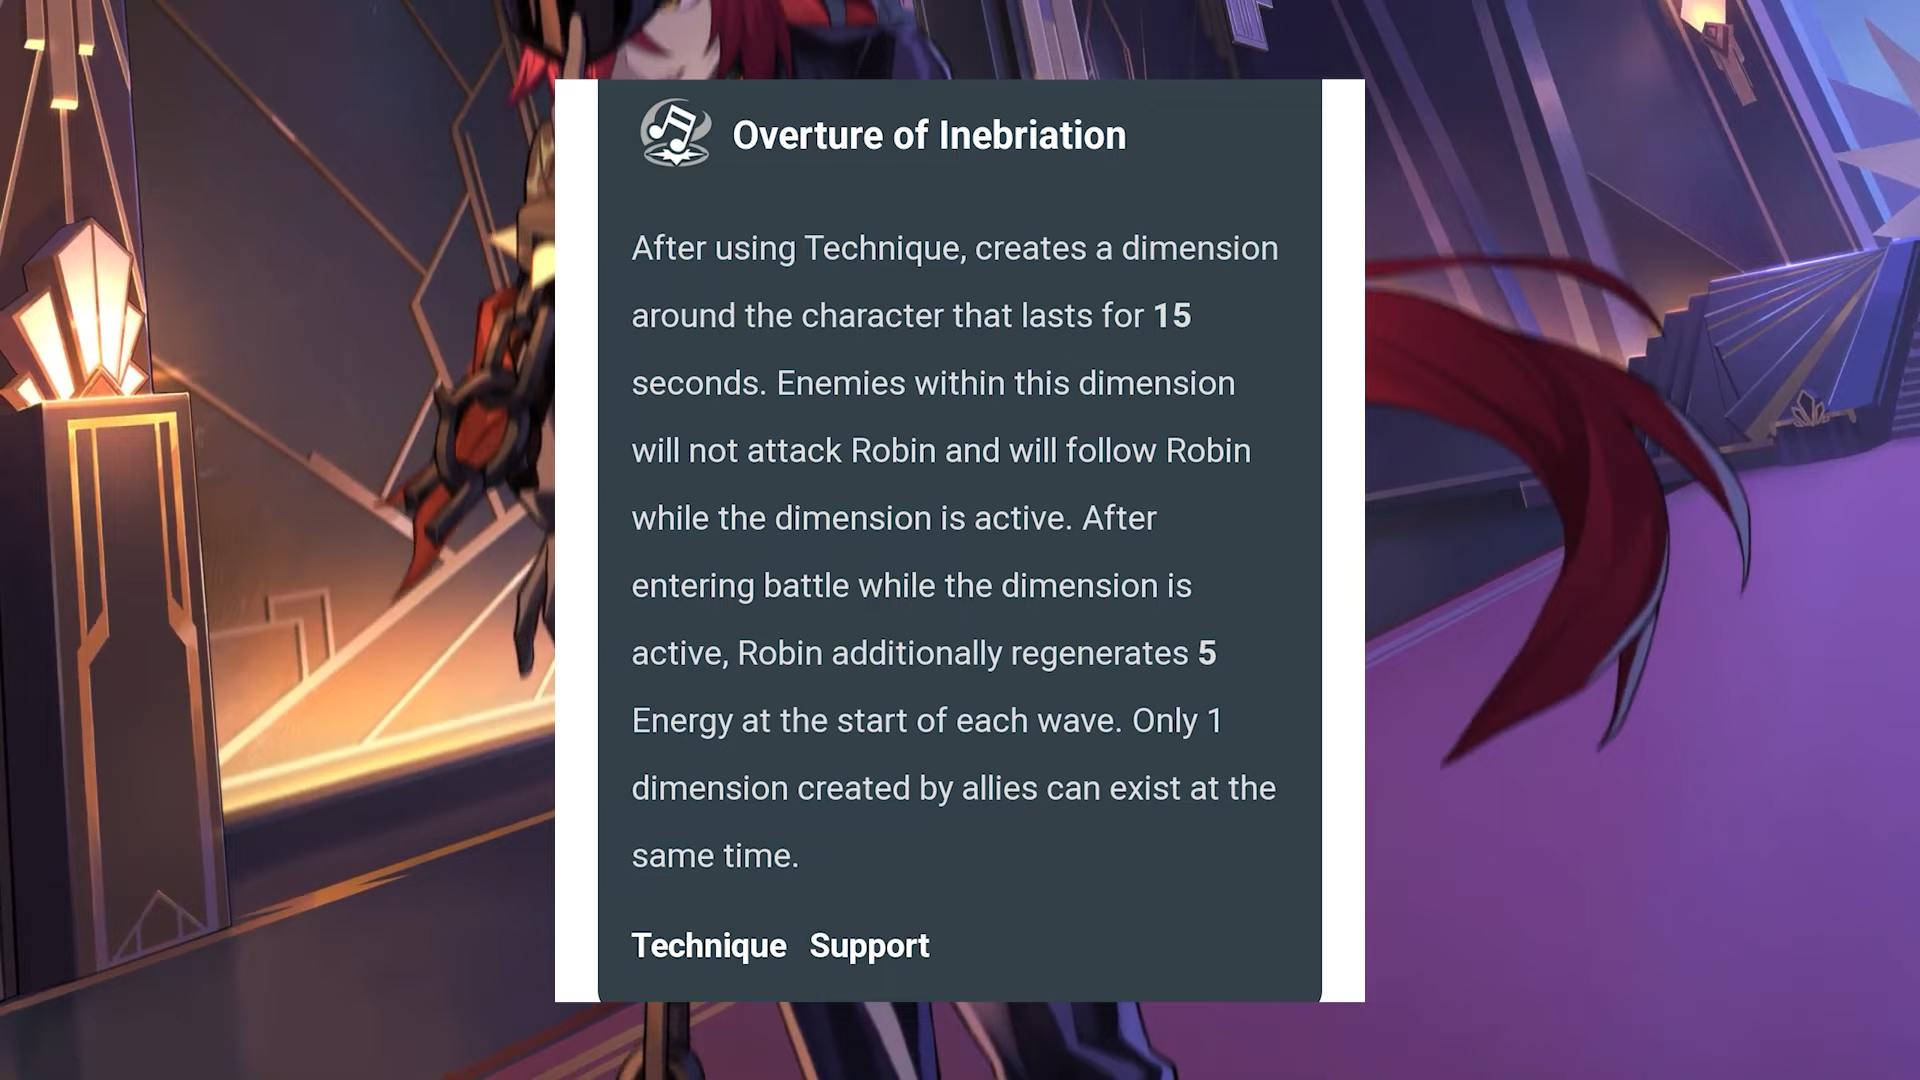 Overture of Inebriation
After using Technique, creates a dimension
around the character that lasts for 15
seconds. Enemies within this dimension
will not attack Robin and will follow Robin
while the dimension is active. After
entering battle while the dimension is
active, Robin additionally regenerates 5
Energy at the start of each wave. Only 1
dimension created by allies can exist at the
same time.
Technique Support